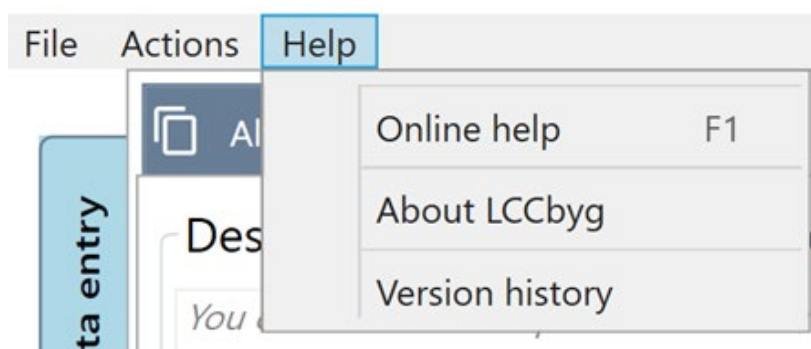 File Actions Help
Al
Online help F1
Des
About LCCbyg
You
Version history
ta entry